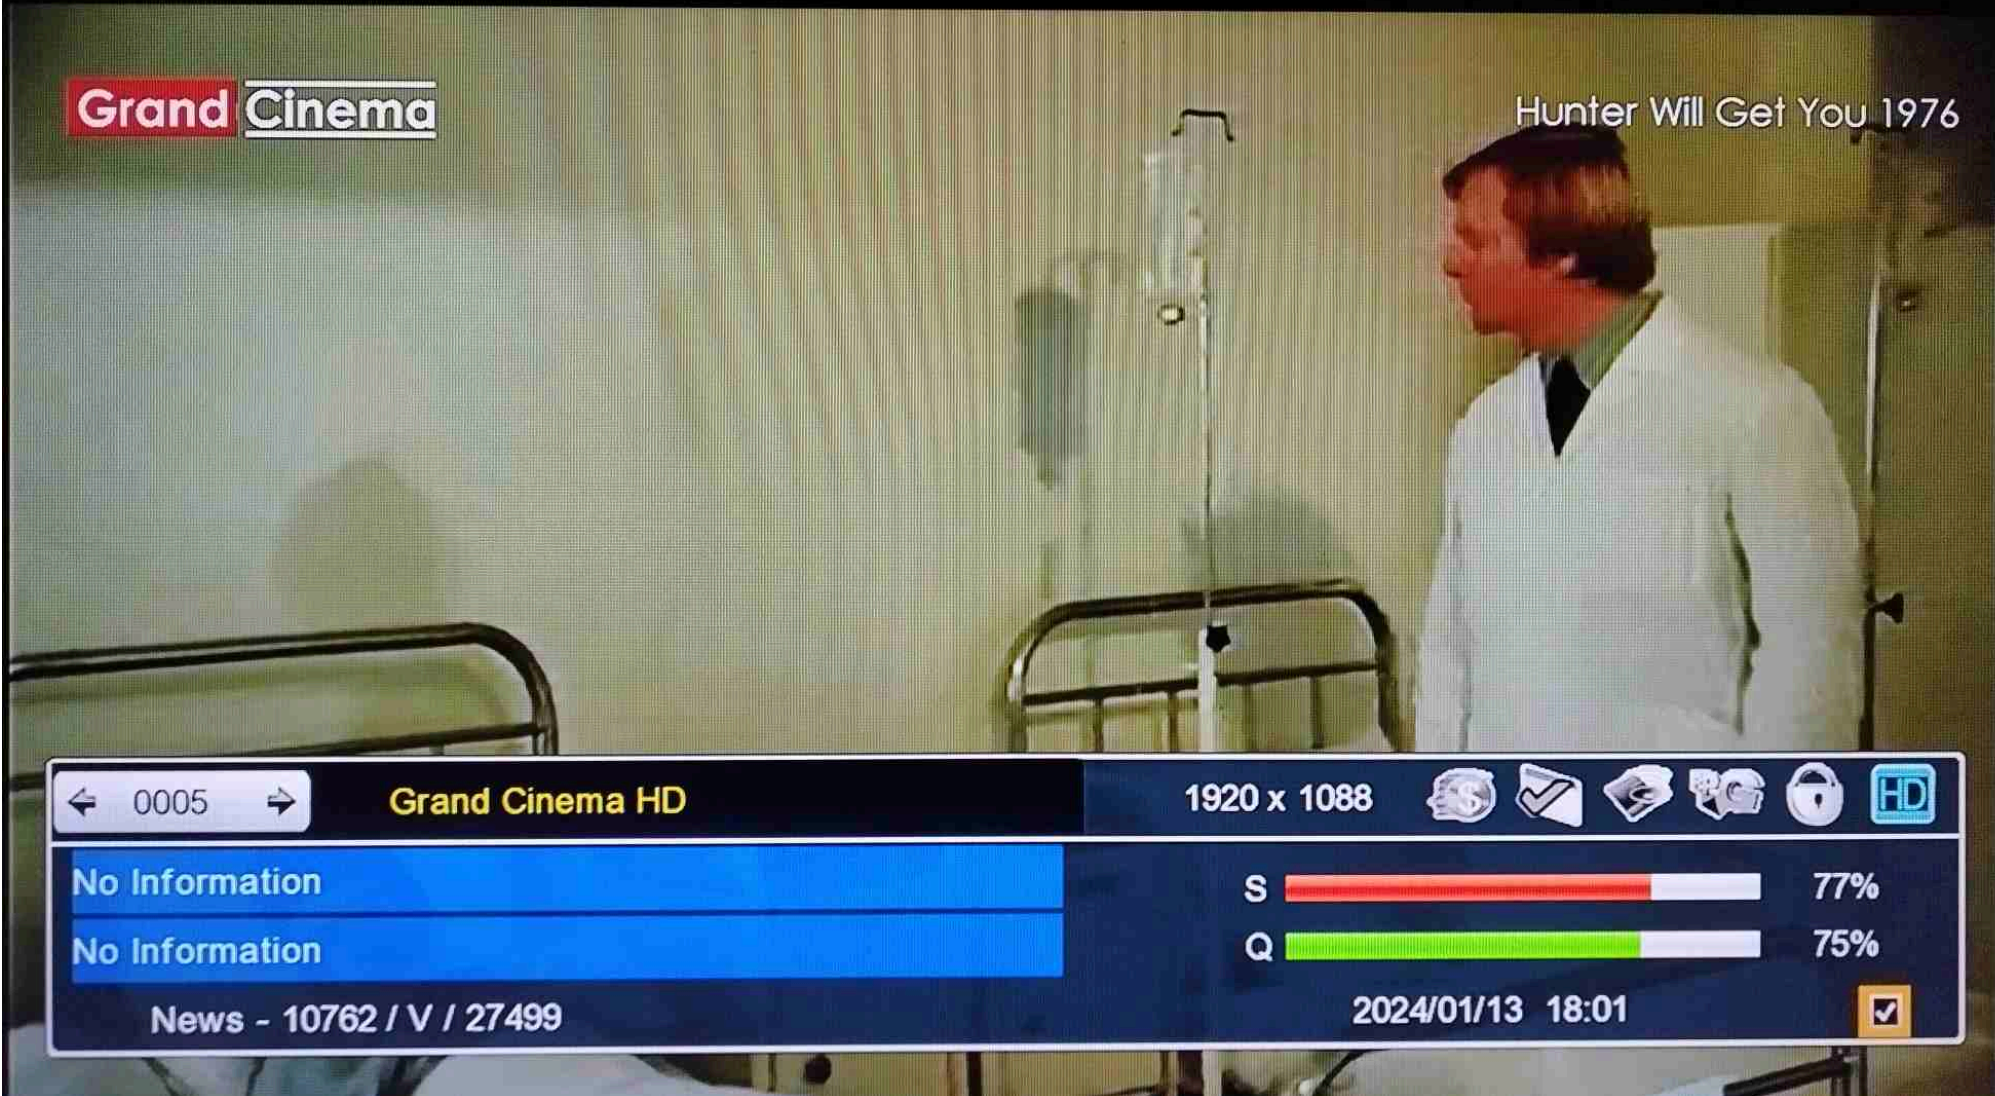 Grand Cinema
Hunter Will Get You 1976
0005
Grand Cinema HD
1920 x 1088
$
HD
No Information
S
77%
No Information
Q
75%
News - 10762 / V / 27499
2024/01/13 18:01